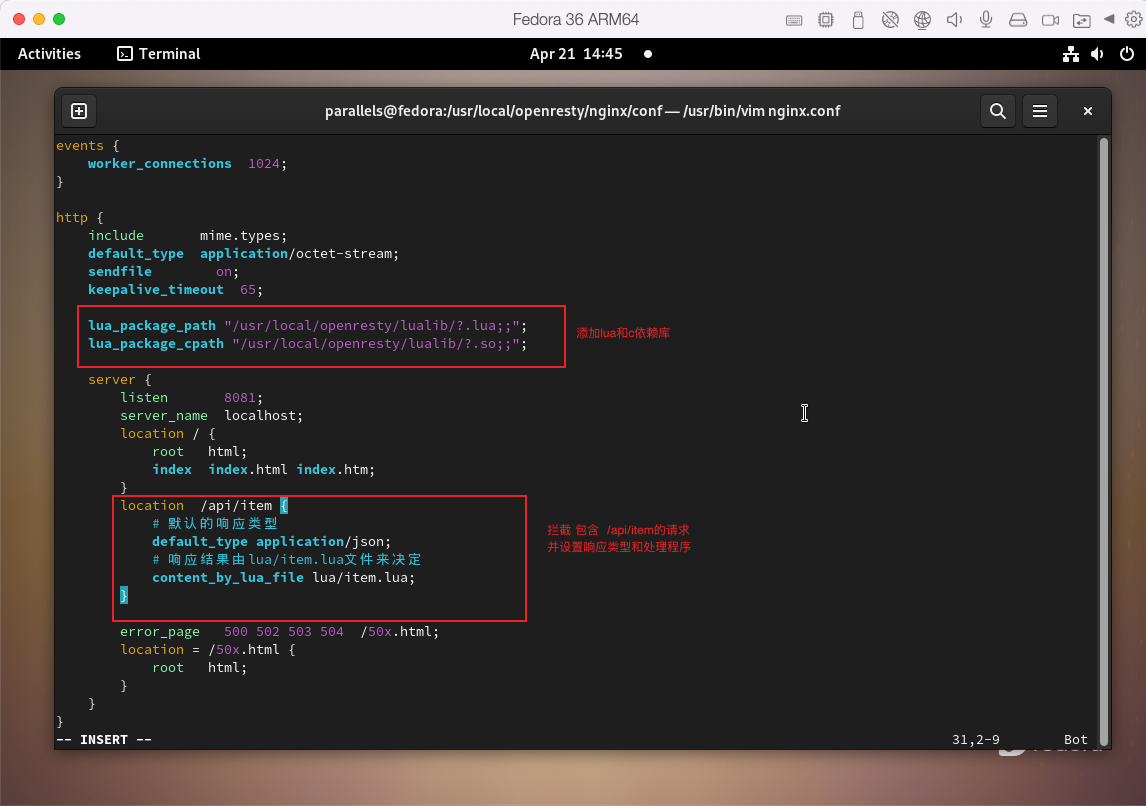 Fedora 36 ARM64
Activities
Terminal
Apr 21 14:45
parallels@fedora:/usr/local/openresty/nginx/conf — /usr/bin/vim nginx.conf
events {
    worker_connections  1024;
}
http {
    include       mime.types;
    default_type  application/octet-stream;
    sendfile        on;
    keepalive_timeout  65;
    lua_package_path "/usr/local/openresty/lualib/?.lua;;";
    lua_package_cpath "/usr/local/openresty/lualib/?.so;;";
添加lua和c依赖库
    server {
        listen       8081;
        server_name  localhost;
        location / {
            root   html;
            index  index.html index.htm;
        }
        location  /api/item {
            # 默认的响应类型
            default_type application/json;
            # 响应结果由lua/item.lua文件来决定
            content_by_lua_file lua/item.lua;
        }
拦截 包含 /api/item的请求
并设置响应类型和处理程序
        error_page   500 502 503 504  /50x.html;
        location = /50x.html {
            root   html;
        }
    }
}
-- INSERT --
31,2-9
Bot